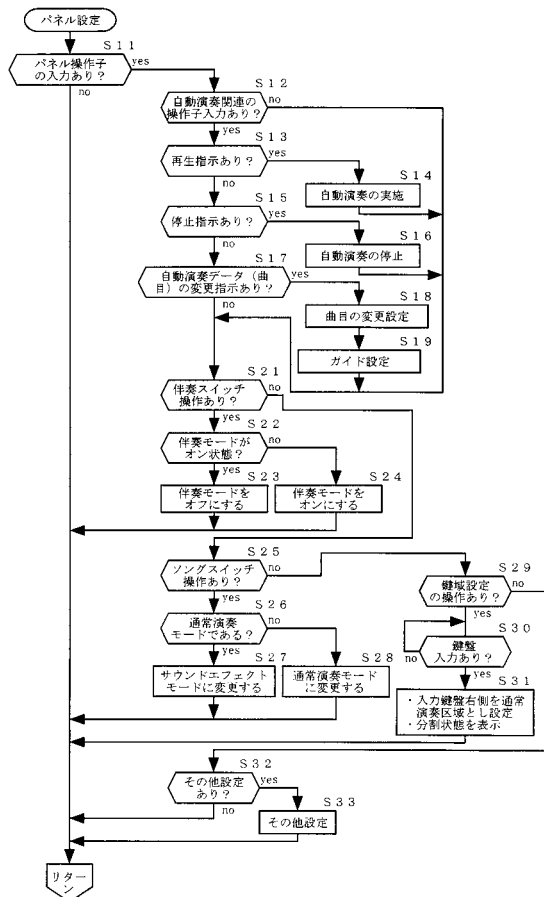 パネル設定
S11
パネル操作子
の入力あり？
yes
no
S12
自動演奏関連の
操作子入力あり？
no
yes
S13
再生指示あり？
yes
no
S14
自動演奏の実施
S15
停止指示あり？
yes
no
S16
自動演奏の停止
S17
自動演奏データ（曲
目）の変更指示あり？
yes
no
S18
曲目の変更設定
S19
ガイド設定
S21
伴奏スイッチ
操作あり？
no
yes
S22
伴奏モードが
オン状態？
no
yes
S23
伴奏モードを
オフにする
S24
伴奏モードを
オンにする
S25
ソングスイッチ
操作あり？
no
yes
S26
通常演奏
モードである？
no
yes
S27
サウンドエフェクト
モードに変更する
S28
通常演奏モード
に変更する
S29
鍵域設定
の操作あり？
no
yes
S30
鍵盤
入力あり？
no
yes
S31
・入力鍵盤右側を通常
演奏区域とし設定
・分割状態を表示
S32
その他設定
あり？
yes
no
S33
その他設定
リター
ン